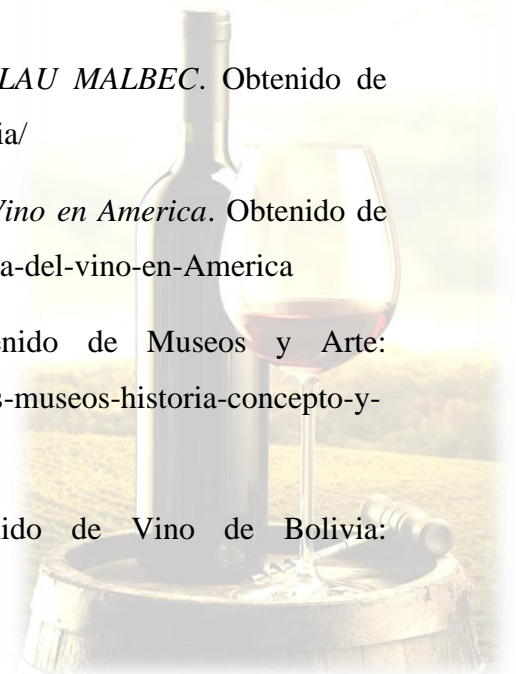 LAU MALBEC. Obtenido de
ia/
Vino en America. Obtenido de
a-del-vino-en-America
enido de Museos y Arte:
s-museos-historia-concepto-y-
nido de Vino de Bolivia: